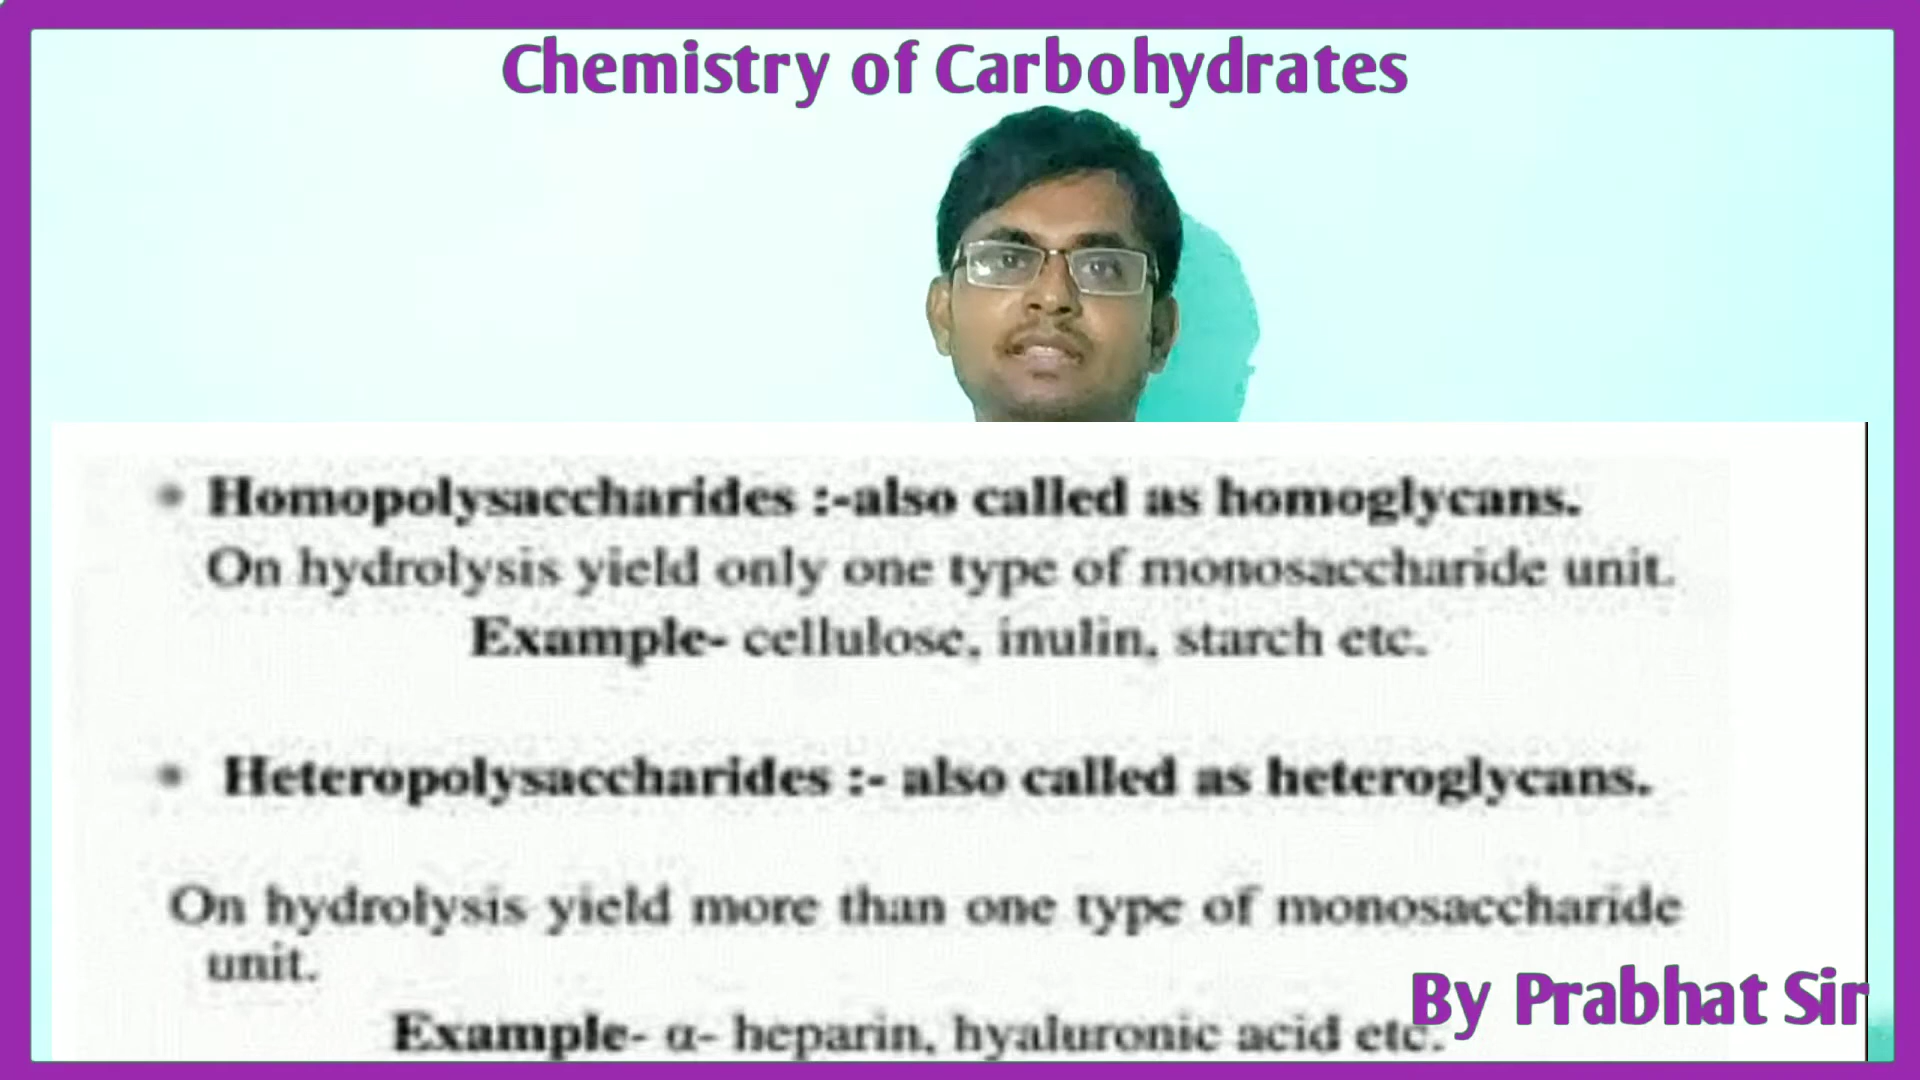 Chemistry of Carbohydrates
• Homopolysaccharides :-also called as homoglycans.
On hydrolysis yield only one type of monosaccharide unit.
Example- cellulose, inulin, starch etc.
• Heteropolysaccharides :- also called as heteroglycans.
On hydrolysis yield more than one type of monosaccharide
unit.
Example- α- heparin, hyaluronic acid etc.
By Prabhat Sir